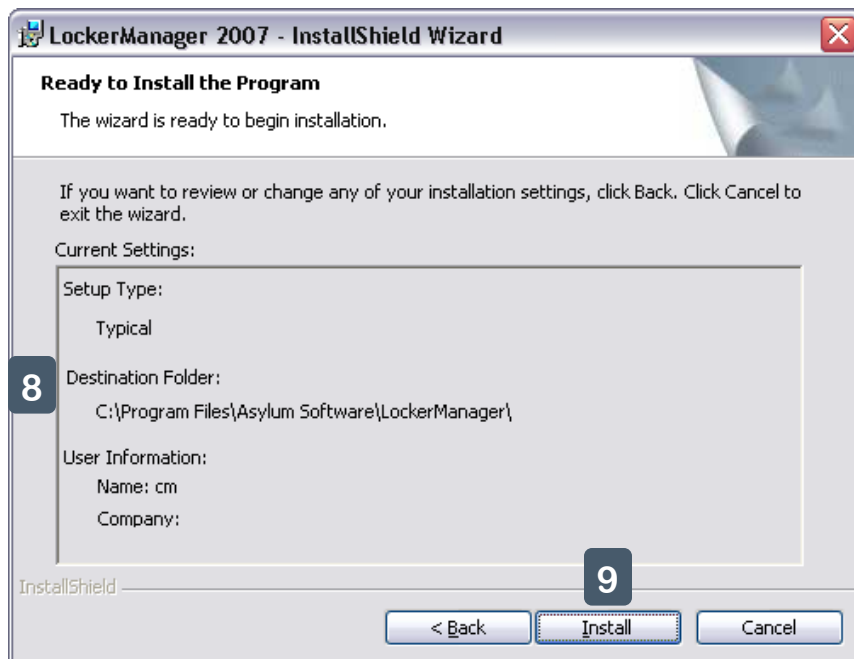 LockerManager 2007 - InstallShield Wizard
Ready to Install the Program
The wizard is ready to begin installation.
If you want to review or change any of your installation settings, click Back. Click Cancel to
exit the wizard.
Current Settings:
Setup Type:
Typical
8
Destination Folder:
C:\Program Files\Asylum Software\LockerManager\
User Information:
Name: cm
Company:
InstallShield
9
< Back
Install
Cancel